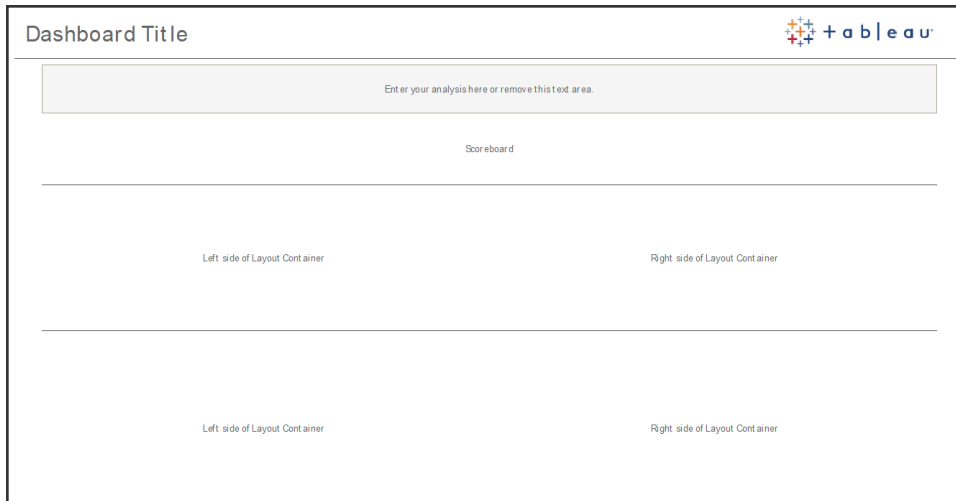 Dashboard Title
+ableau
Enter your analysis here or remove this text area.
Scoreboard
Left side of Layout Container
Right side of Layout Container
Left side of Layout Container
Right side of Layout Container